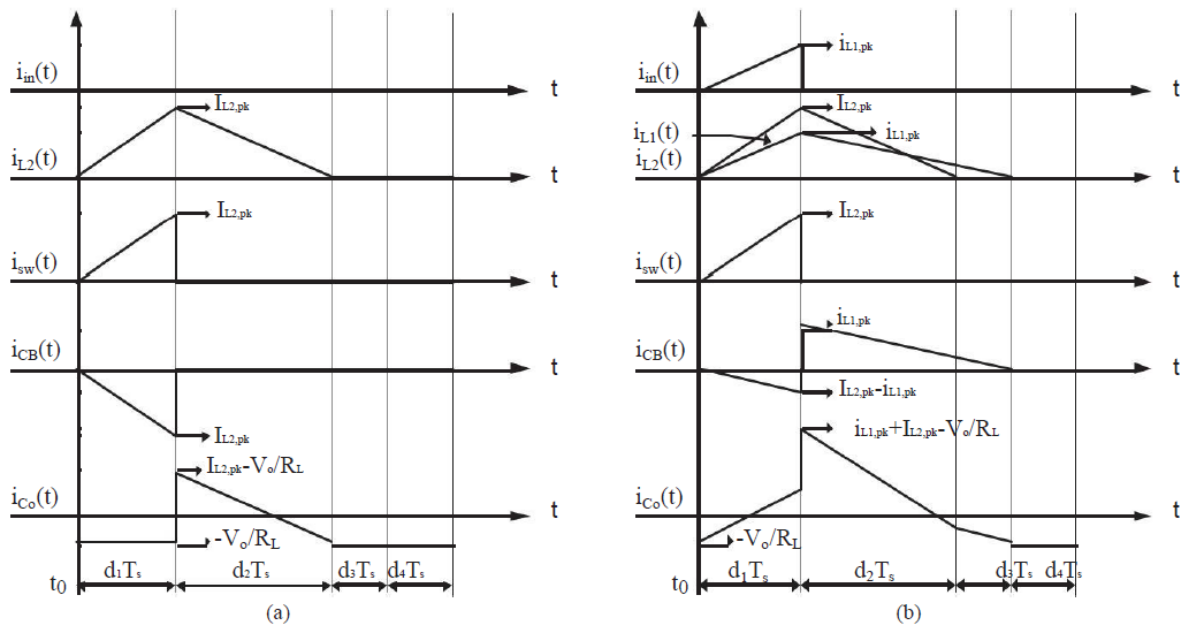 i_in(t)
t
I_L2,pk
i_L2(t)
t
I_L2,pk
i_sw(t)
t
i_CB(t)
t
I_L2,pk
I_L2,pk-V_o/R_L
i_Co(t)
t
-V_o/R_L
t_0
d_1T_s
d_2T_s
d_3T_s
d_4T_s
(a)
i_L1,pk
i_in(t)
t
I_L2,pk
i_L1(t)
i_L1,pk
i_L2(t)
t
I_L2,pk
i_sw(t)
t
i_L1,pk
i_CB(t)
t
I_L2,pk-i_L1,pk
i_L1,pk+I_L2,pk-V_o/R_L
i_Co(t)
t
-V_o/R_L
t_0
d_1T_s
d_2T_s
d_3T_s
d_4T_s
(b)